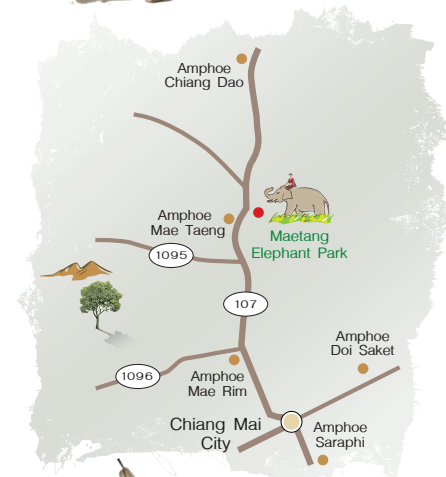 Amphoe
Chiang Dao
Amphoe
Mae Taeng
Maetang
Elephant Park
1095
107
Amphoe
Doi Saket
1096
Amphoe
Mae Rim
Chiang Mai
City
Amphoe
Saraphi